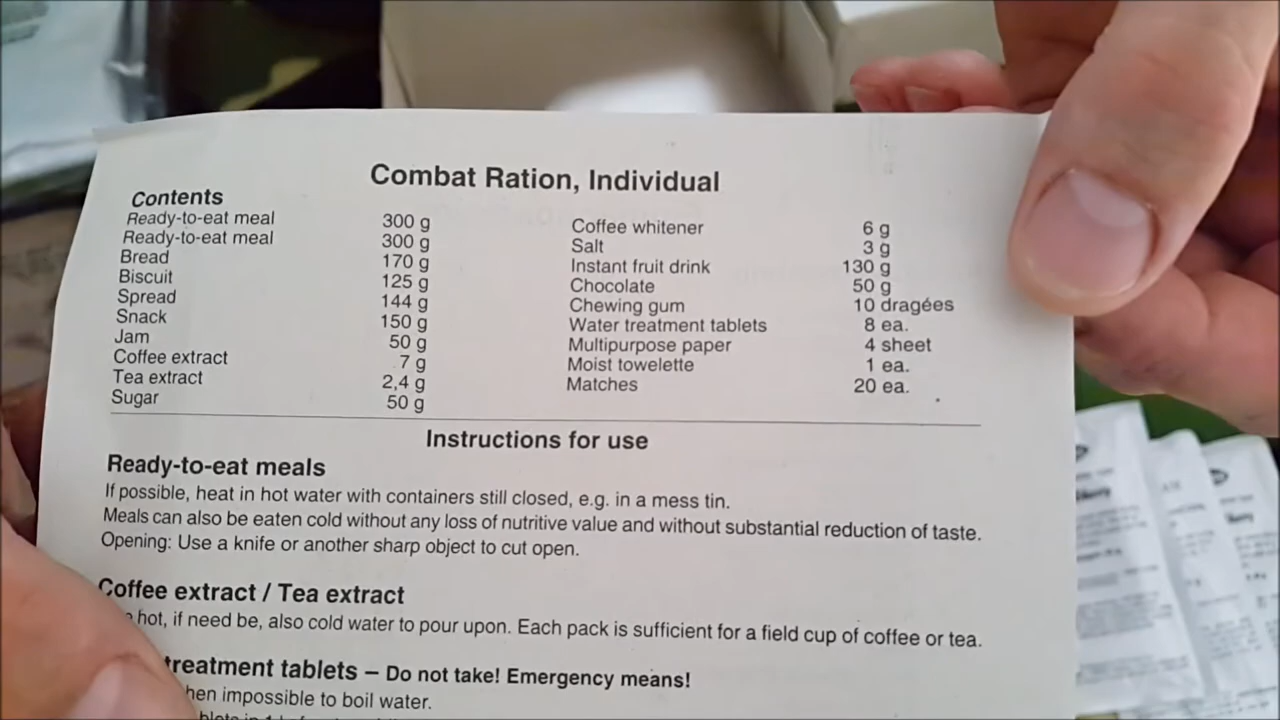 Combat Ration, Individual
Contents
Ready-to-eat meal 300 g
Ready-to-eat meal 300 g
Bread 170 g
Biscuit 125 g
Spread 144 g
Snack 150 g
Jam 50 g
Coffee extract 7 g
Tea extract 2,4 g
Sugar 50 g
Coffee whitener 6 g
Salt 3 g
Instant fruit drink 130 g
Chocolate 50 g
Chewing gum 10 dragées
Water treatment tablets 8 ea.
Multipurpose paper 4 sheet
Moist towelette 1 ea.
Matches 20 ea.
Instructions for use
Ready-to-eat meals
If possible, heat in hot water with containers still closed, e.g. in a mess tin.
Meals can also be eaten cold without any loss of nutritive value and without substantial reduction of taste.
Opening: Use a knife or another sharp object to cut open.
Coffee extract / Tea extract
hot, if need be, also cold water to pour upon. Each pack is sufficient for a field cup of coffee or tea.
treatment tablets – Do not take! Emergency means!
hen impossible to boil water.